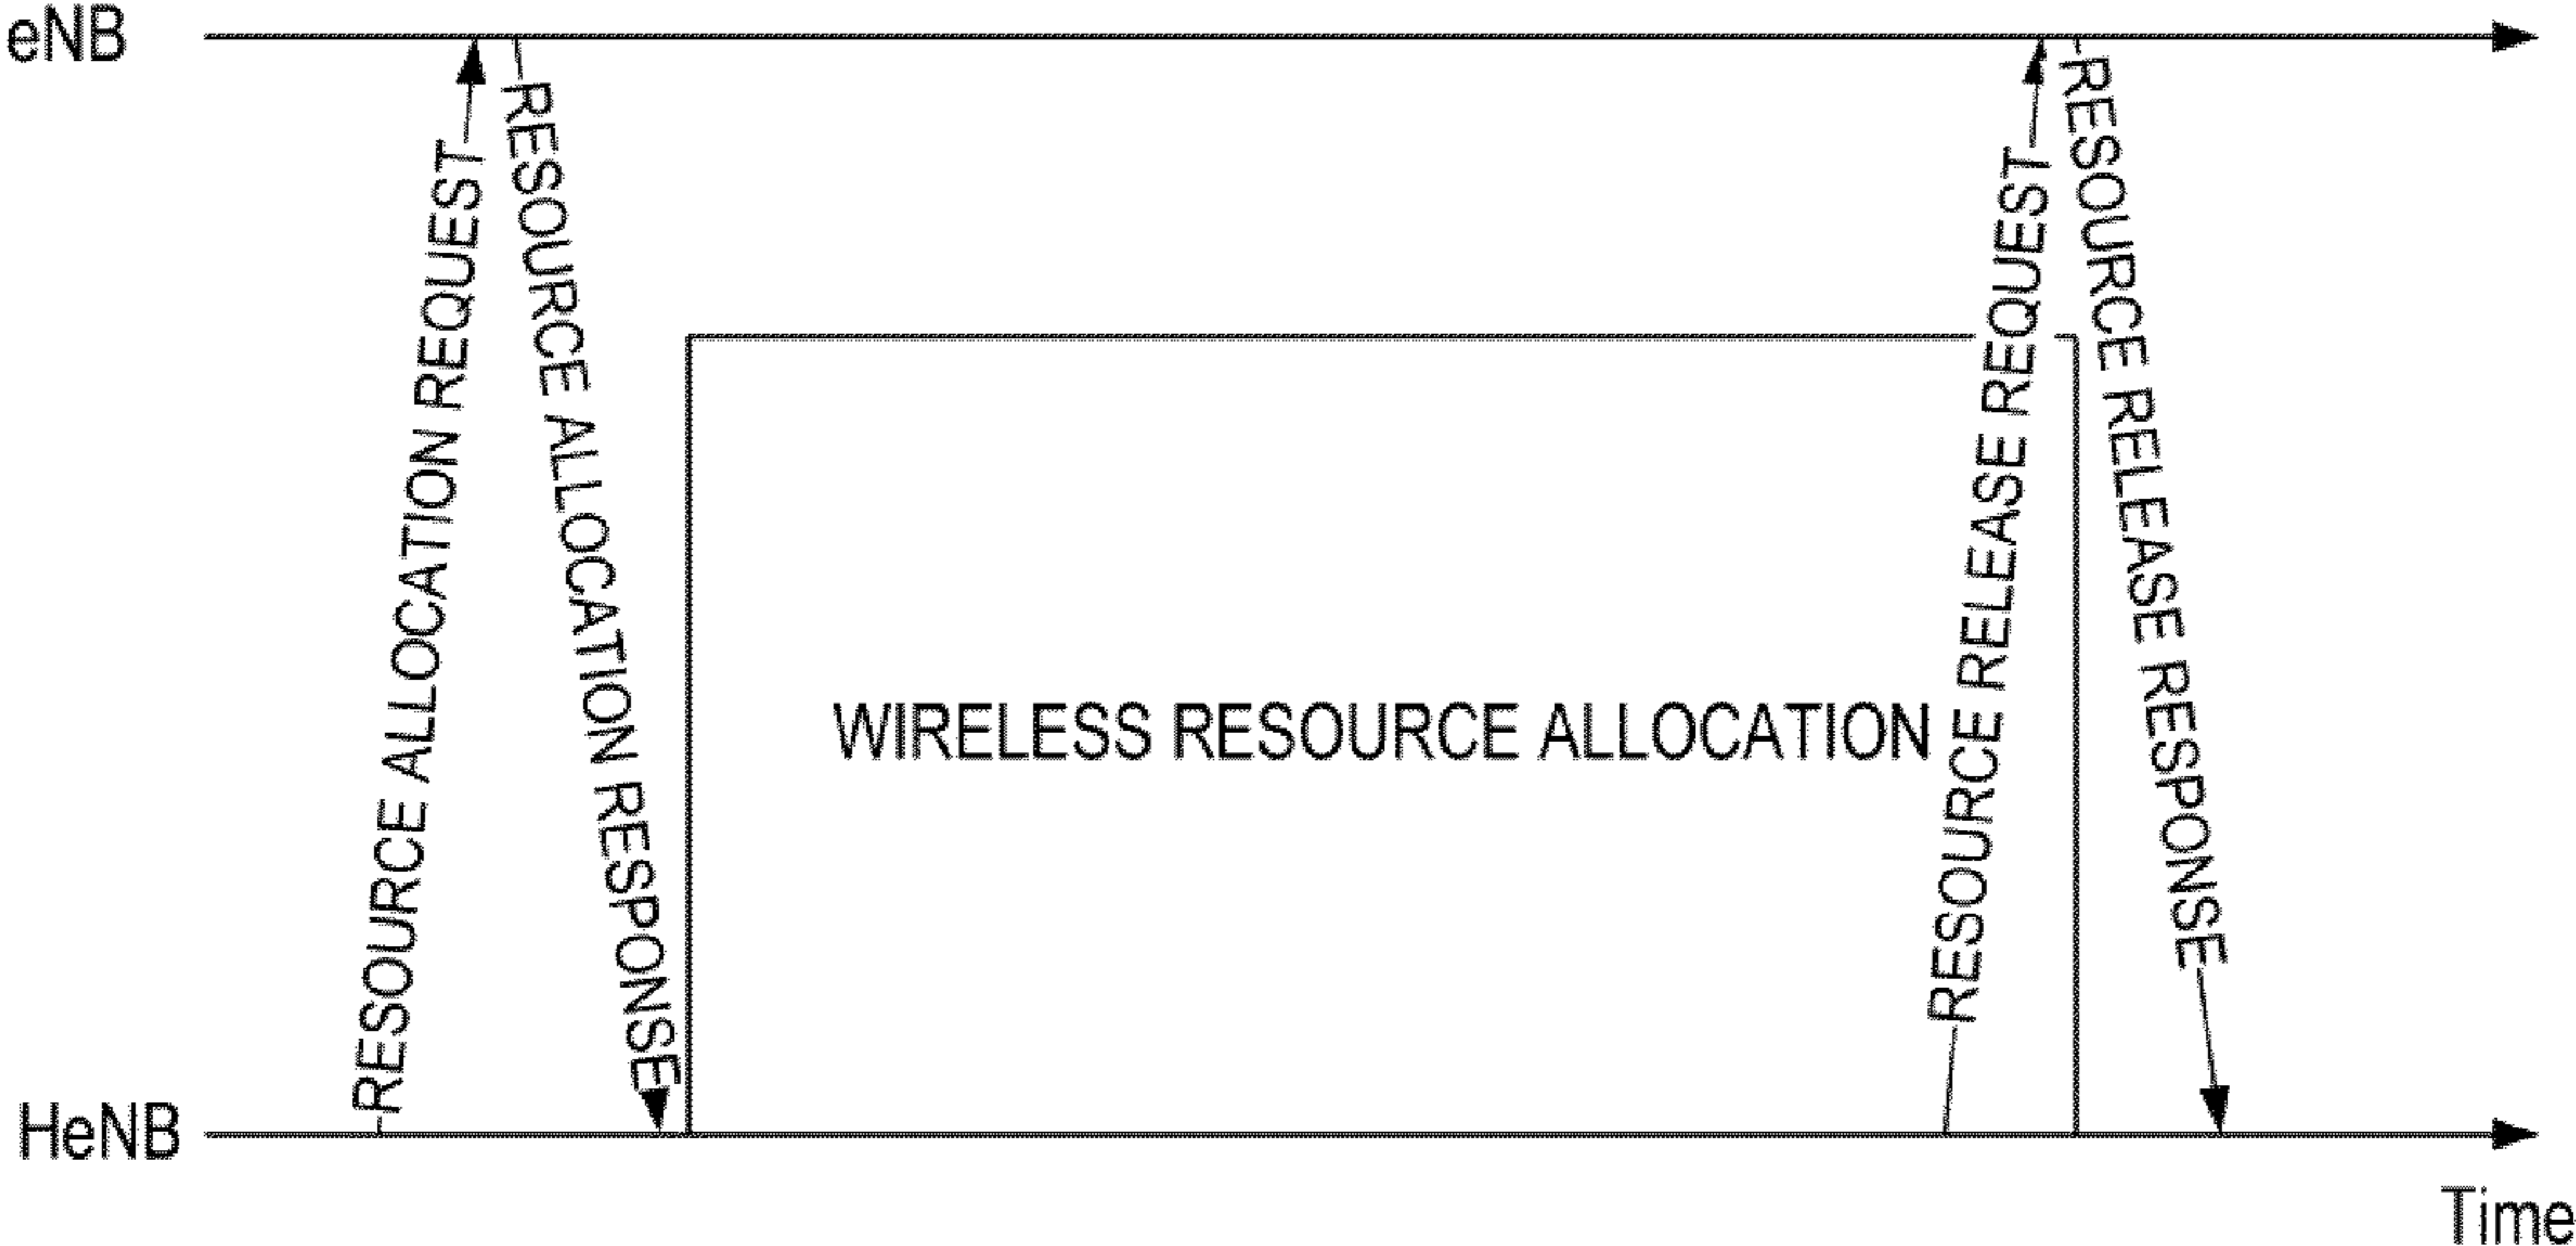 eNB
RESOURCE ALLOCATION REQUEST
RESOURCE ALLOCATION RESPONSE
WIRELESS RESOURCE ALLOCATION
RESOURCE RELEASE REQUEST
RESOURCE RELEASE RESPONSE
HeNB
Time